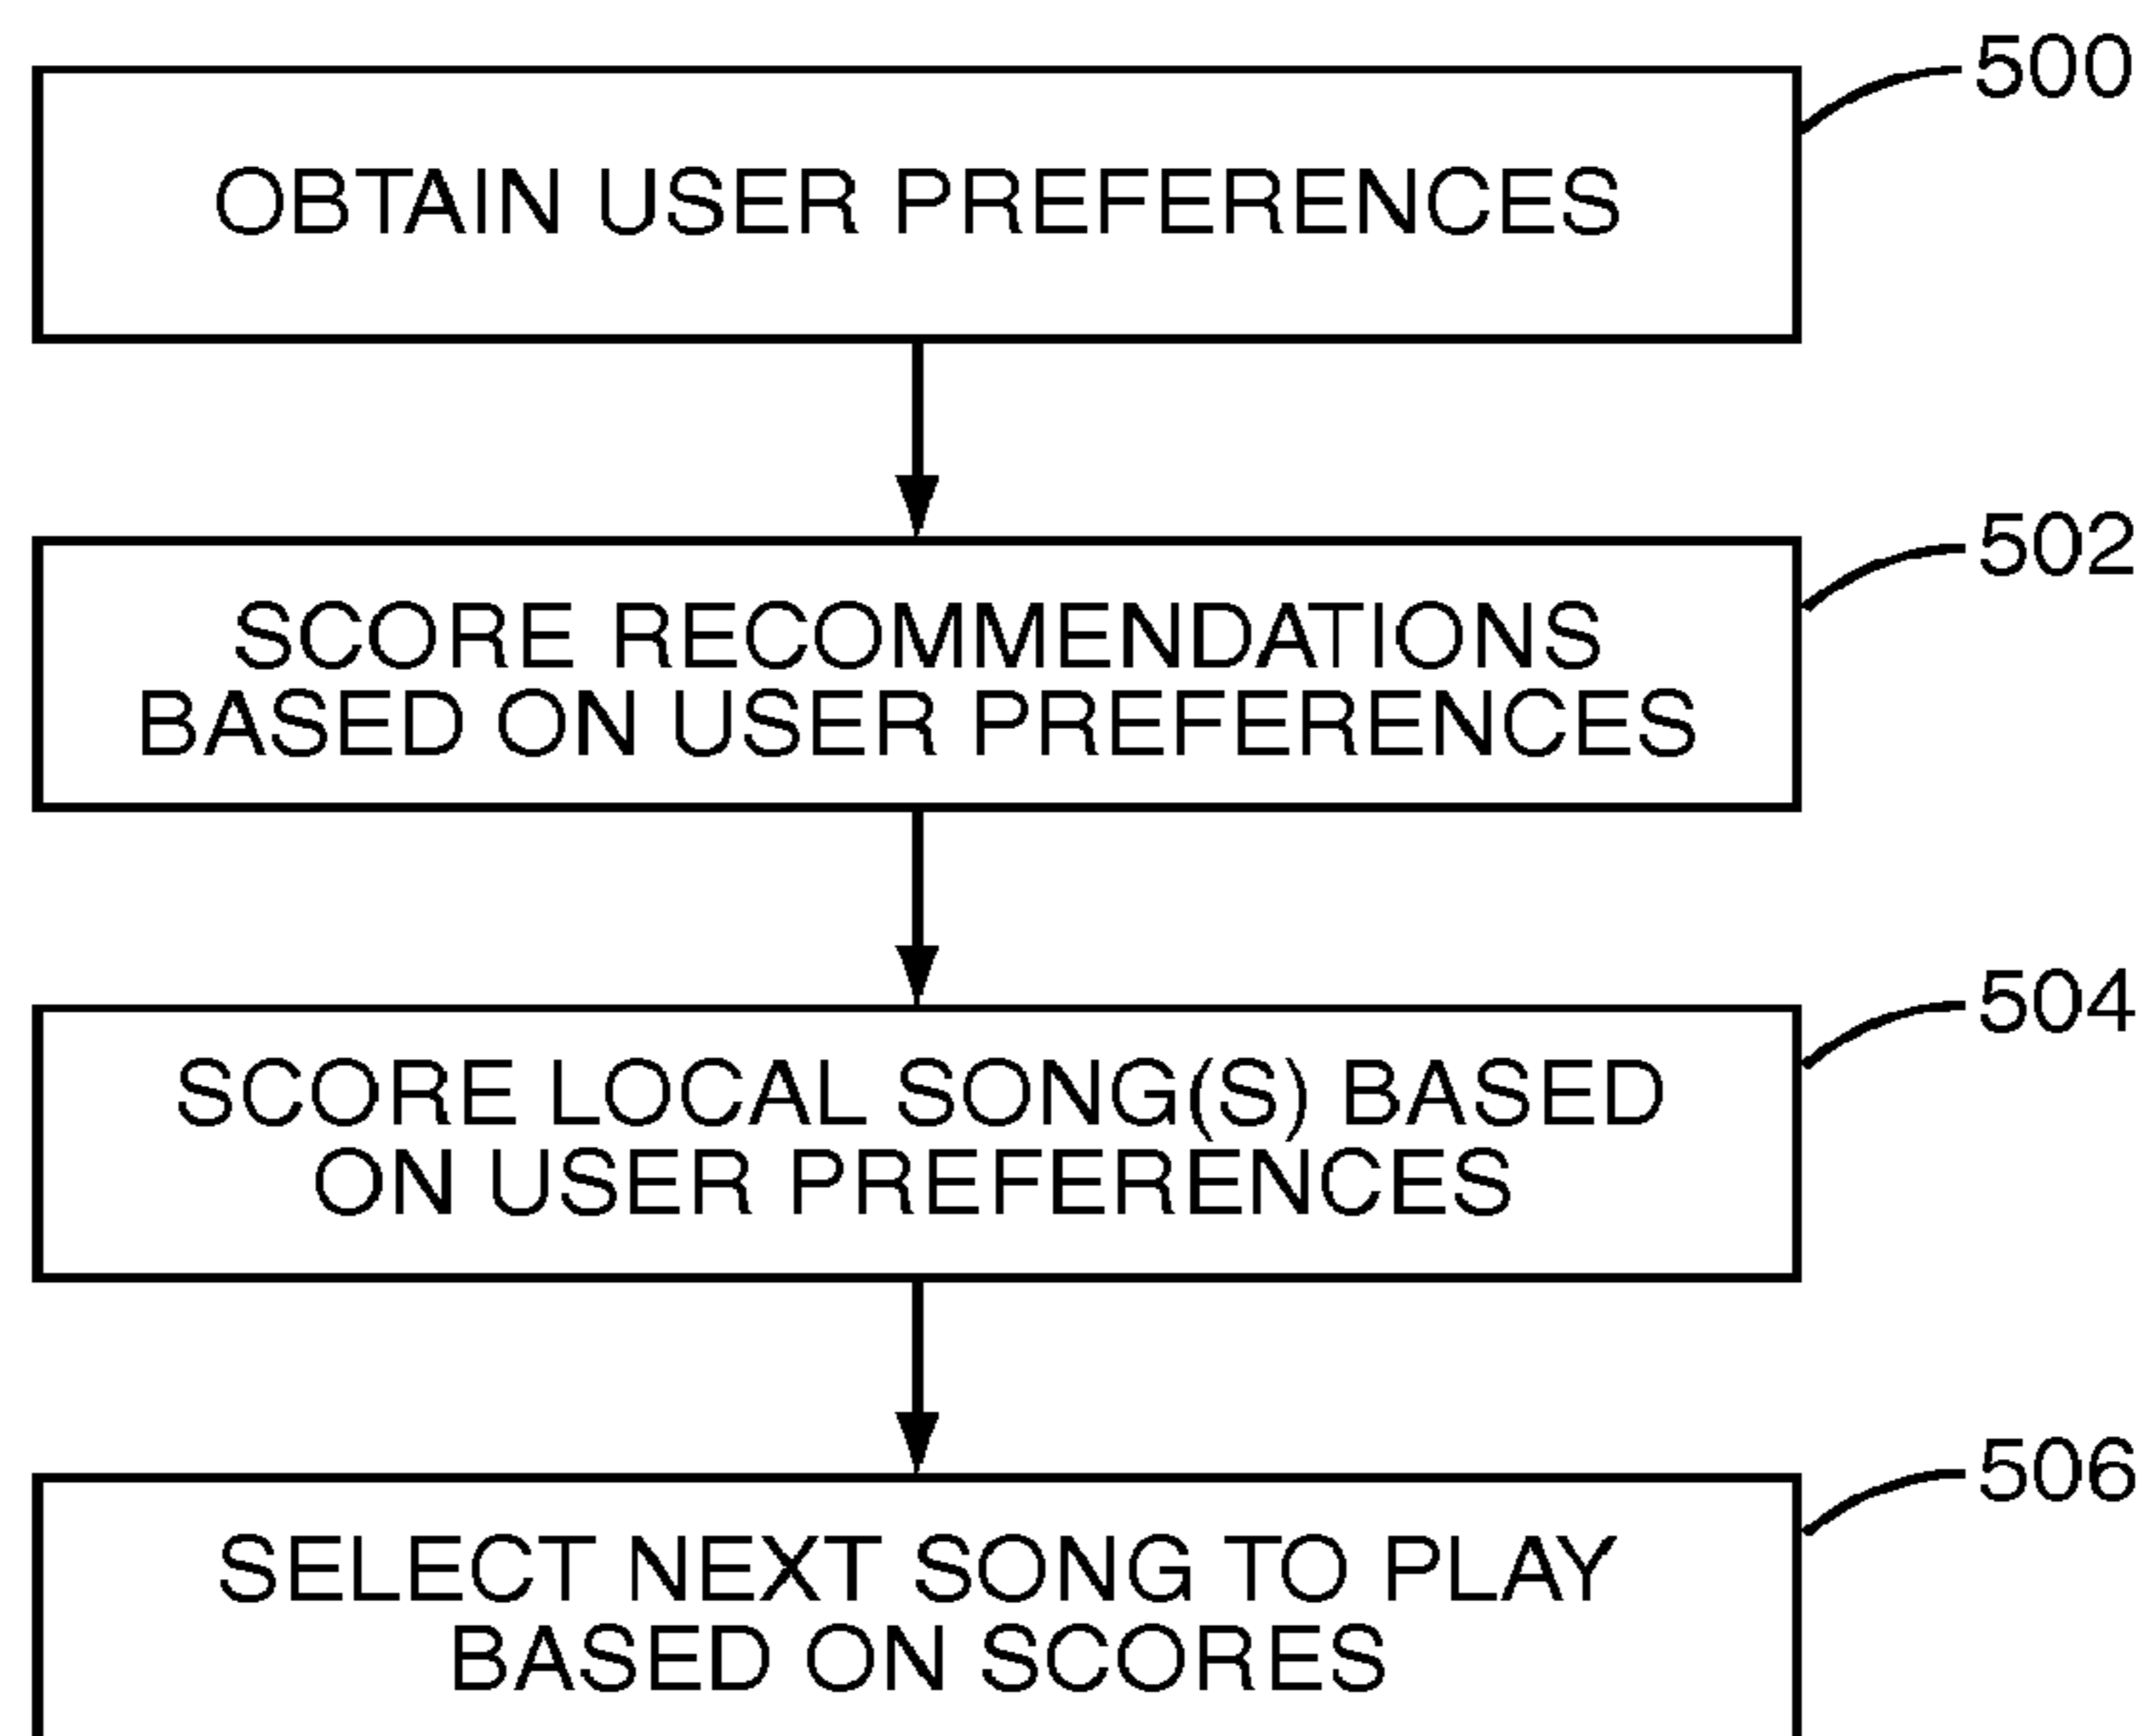 500
OBTAIN USER PREFERENCES
502
SCORE RECOMMENDATIONS
BASED ON USER PREFERENCES
504
SCORE LOCAL SONG(S) BASED
ON USER PREFERENCES
506
SELECT NEXT SONG TO PLAY
BASED ON SCORES